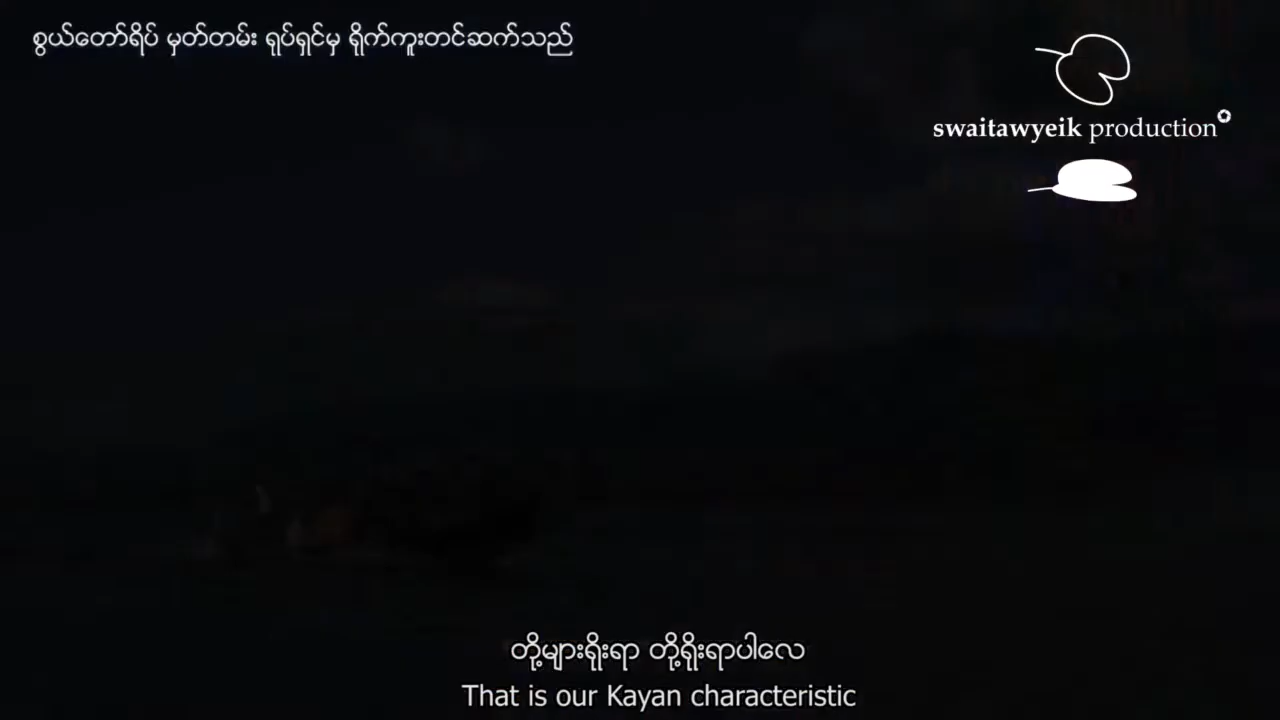 စွယ်တော်ရိပ် မှတ်တမ်း ရုပ်ရှင်မှ ရိုက်ကူးတင်ဆက်သည်
swaitawyeik production
တို့များရိုးရာ တို့ရိုးရာပါလေ
That is our Kayan characteristic